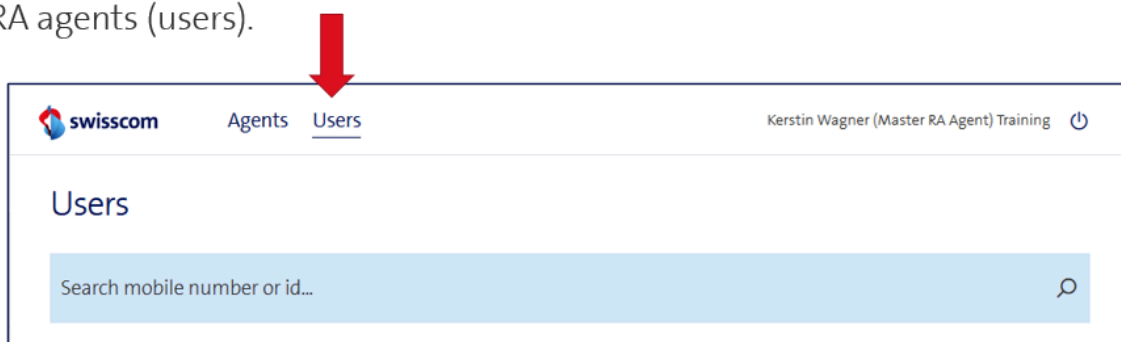 RA agents (users).
swisscom Agents Users Kerstin Wagner (Master RA Agent) Training
Users
Search mobile number or id...